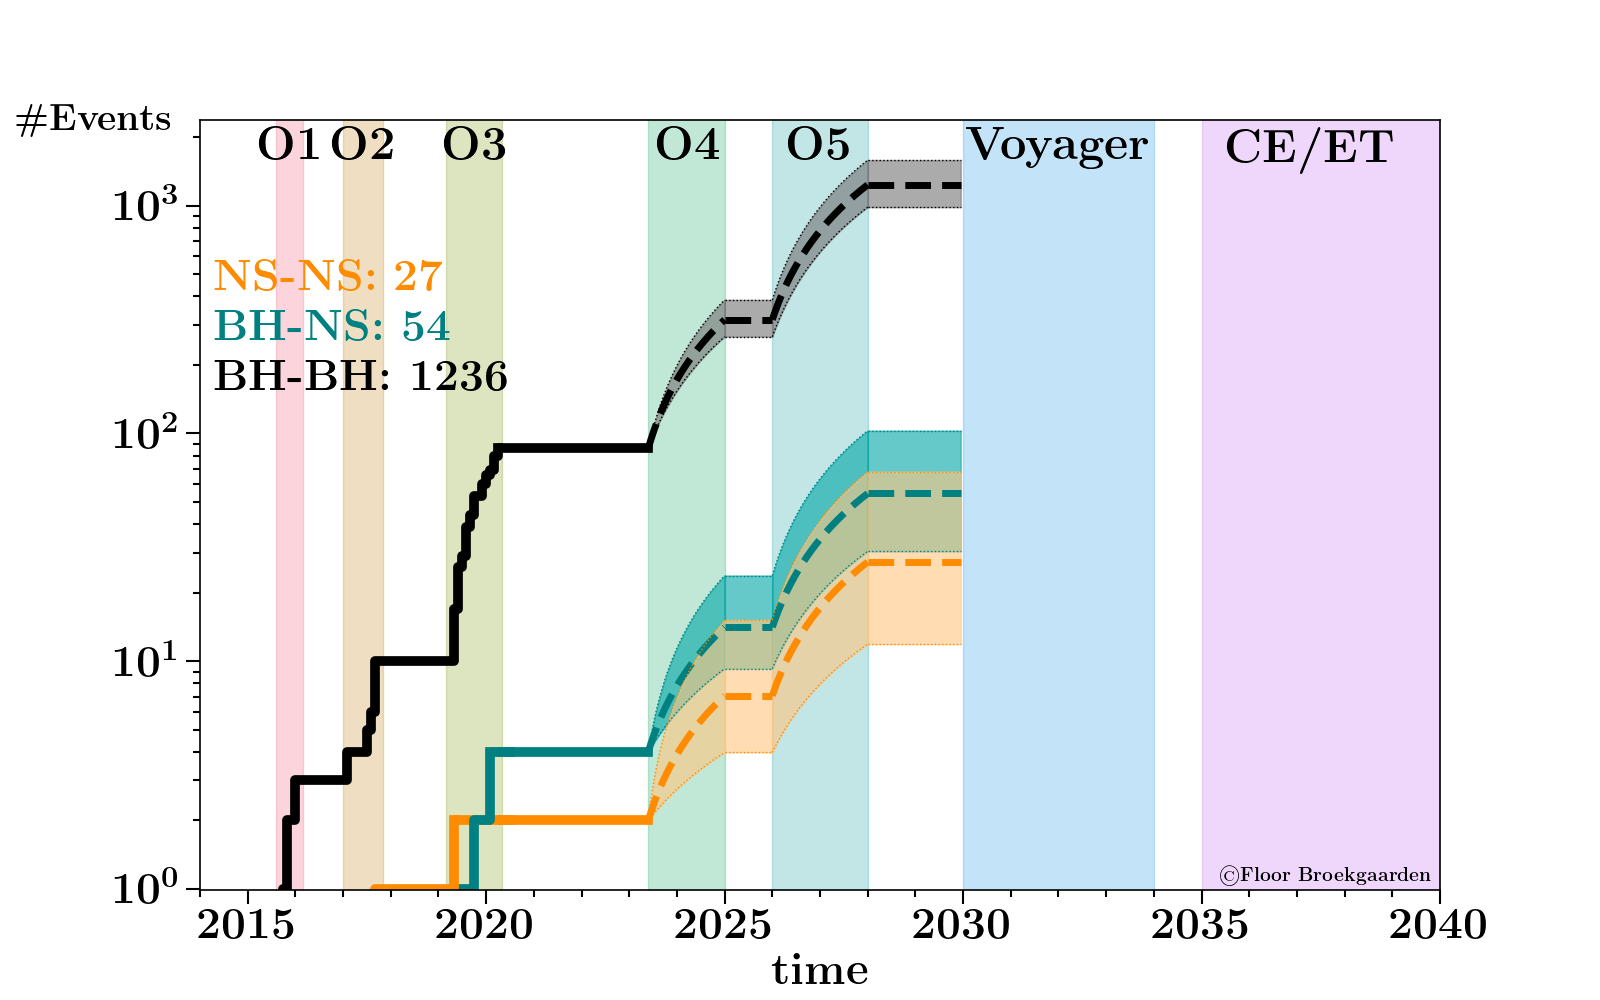 #Events
O1 O2 O3 O4 O5 Voyager CE/ET
10³
NS-NS: 27
BH-NS: 54
BH-BH: 1236
10²
10¹
©Floor Broekgaarden
10⁰
2015 2020 2025 2030 2035 2040
time